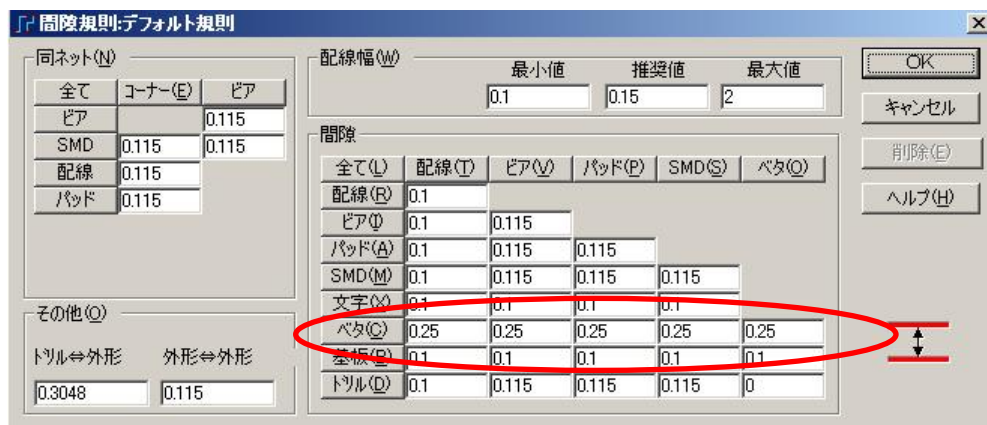 間隙規則:デフォルト規則
同ネット(N)
全て コーナー(E) ビア
ビア 0.115
SMD 0.115 0.115
配線 0.115
パッド 0.115
その他(O)
ドリル⇔外形 外形⇔外形
0.3048 0.115
配線幅(W)
最小値 推奨値 最大値
0.1 0.15 2
間隙
全て(L) 配線(T) ビア(V) パッド(P) SMD(S) ベタ(O)
配線(R) 0.1
ビア(I) 0.1 0.115
パッド(A) 0.1 0.115 0.115
SMD(M) 0.1 0.115 0.115 0.115
文字(X) 0.1 0.1 0.1 0.1
ベタ(C) 0.25 0.25 0.25 0.25 0.25
基板(B) 0.1 0.1 0.1 0.1 0.1
ドリル(D) 0.1 0.115 0.115 0.115 0
OK
キャンセル
削除(E)
ヘルプ(H)